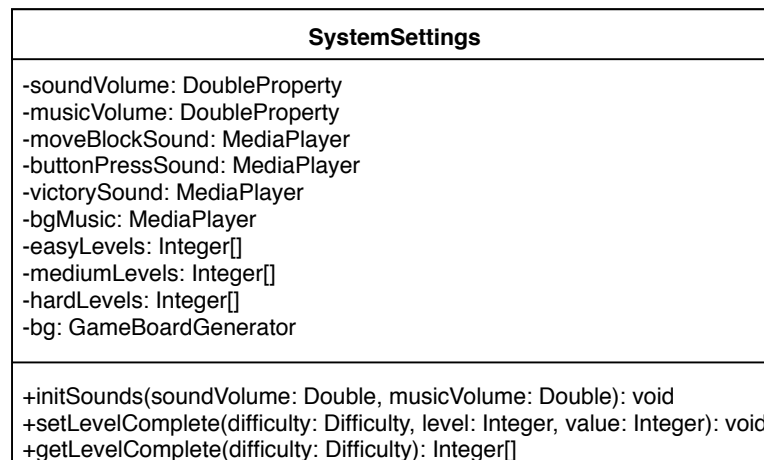 SystemSettings
-soundVolume: DoubleProperty
-musicVolume: DoubleProperty
-moveBlockSound: MediaPlayer
-buttonPressSound: MediaPlayer
-victorySound: MediaPlayer
-bgMusic: MediaPlayer
-easyLevels: Integer[]
-mediumLevels: Integer[]
-hardLevels: Integer[]
-bg: GameBoardGenerator
+initSounds(soundVolume: Double, musicVolume: Double): void
+setLevelComplete(difficulty: Difficulty, level: Integer, value: Integer): void
+getLevelComplete(difficulty: Difficulty): Integer[]